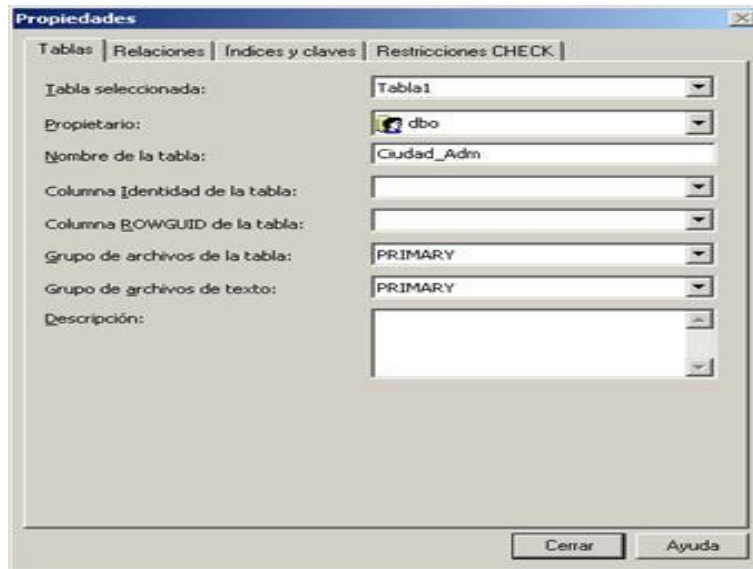 Propiedades
Tablas Relaciones Índices y claves Restricciones CHECK
Tabla seleccionada: Tabla1
Propietario: dbo
Nombre de la tabla: Ciudad_Adm
Columna Identidad de la tabla:
Columna ROWGUID de la tabla:
Grupo de archivos de la tabla: PRIMARY
Grupo de archivos de texto: PRIMARY
Descripción:
Cerrar Ayuda